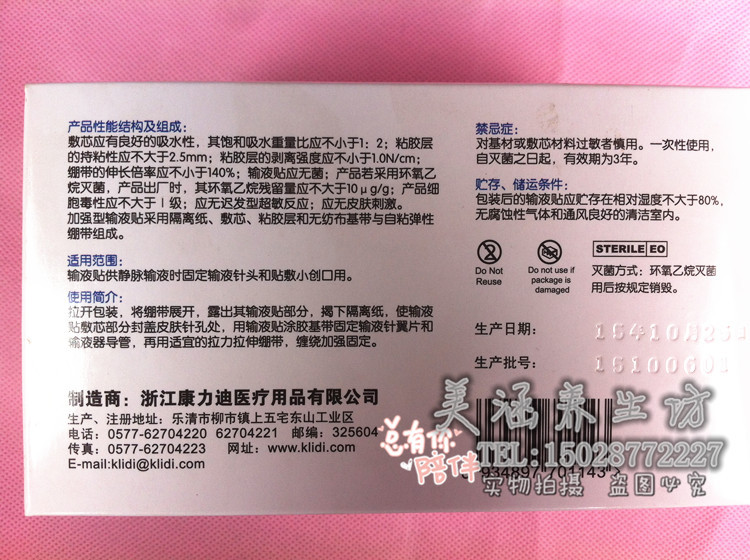 产品性能结构及组成:
敷芯应有良好的吸水性，其饱和吸水重量比应不小于1：2；粘胶层
的持粘性应不大于2.5mm；粘胶层的剥离强度应不小于1.0N/cm；
绷带的伸长倍率应不小于140%；输液贴应无菌；产品若采用环氧乙
烷灭菌，产品出厂时，其环氧乙烷残留量应不大于10μg/g；产品细
胞毒性应不大于Ⅰ级；应无迟发型超敏反应；应无皮肤刺激。
加强型输液贴采用隔离纸、敷芯、粘胶层和无纺布基带与自粘弹性
绷带组成。
适用范围:
输液贴供静脉输液时固定输液针头和贴敷小创口用。
使用简介:
拉开包装，将绷带展开，露出其输液贴部分，揭下隔离纸，使输液
贴敷芯部分封盖皮肤针孔处，用输液贴涂胶基带固定输液针翼片和
输液器导管，再用适宜的拉力拉伸绷带，缠绕加强固定。
制造商：浙江康力迪医疗用品有限公司
生产、注册地址：乐清市柳市镇上五宅东山工业区
电话：0577-62704220 62704221 邮编：325604
传真：0577-62704223 网址：www.klidi.com
E-mail:klidi@klidi.com
禁忌症:
对基材或敷芯材料过敏者慎用。一次性使用，
自灭菌之日起，有效期为3年。
贮存、储运条件:
包装后的输液贴应贮存在相对湿度不大于80%，
无腐蚀性气体和通风良好的清洁室内。
Do Not
Reuse
Do not use if
package is
damaged
STERILE EO
灭菌方式：环氧乙烷灭菌
用后按规定销毁。
生产日期：
生产批号：
总有你
陪伴
美涵养生坊
TEL:15028772227
实物拍摄 盗图必究